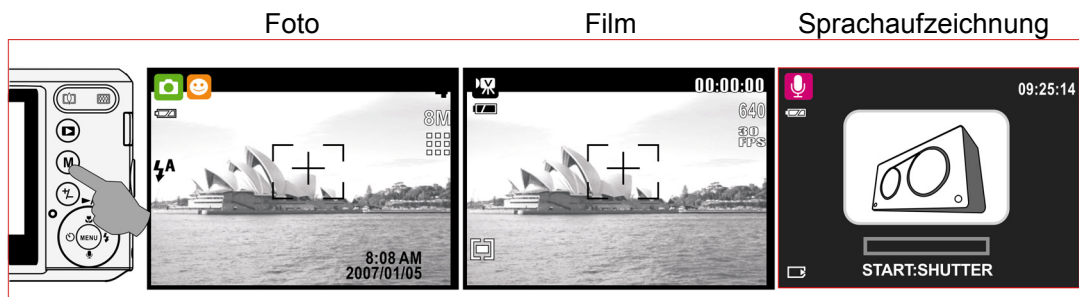 Foto
Film
Sprachaufzeichnung
M
MENU
8M
A
8:08 AM
2007/01/05
00:00:00
640
30
FPS
09:25:14
START:SHUTTER